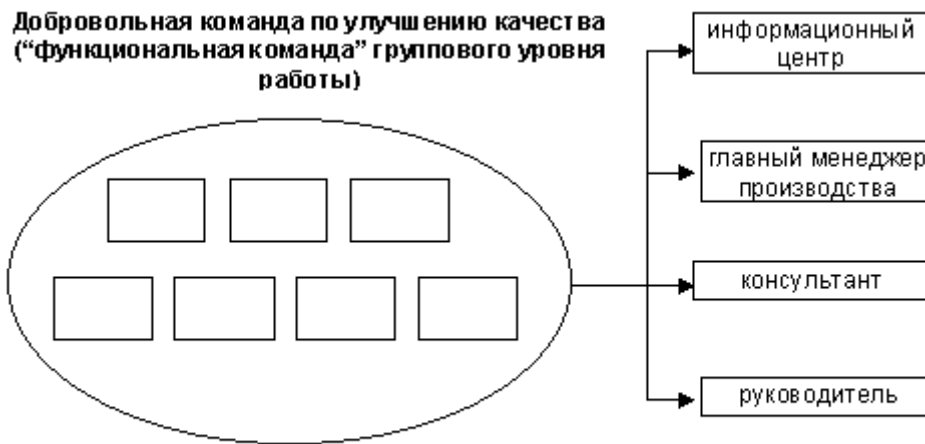 Добровольная команда по улучшению качества
(“функциональная команда” группового уровня
работы)
информационный
центр
главный менеджер
производства
консультант
руководитель